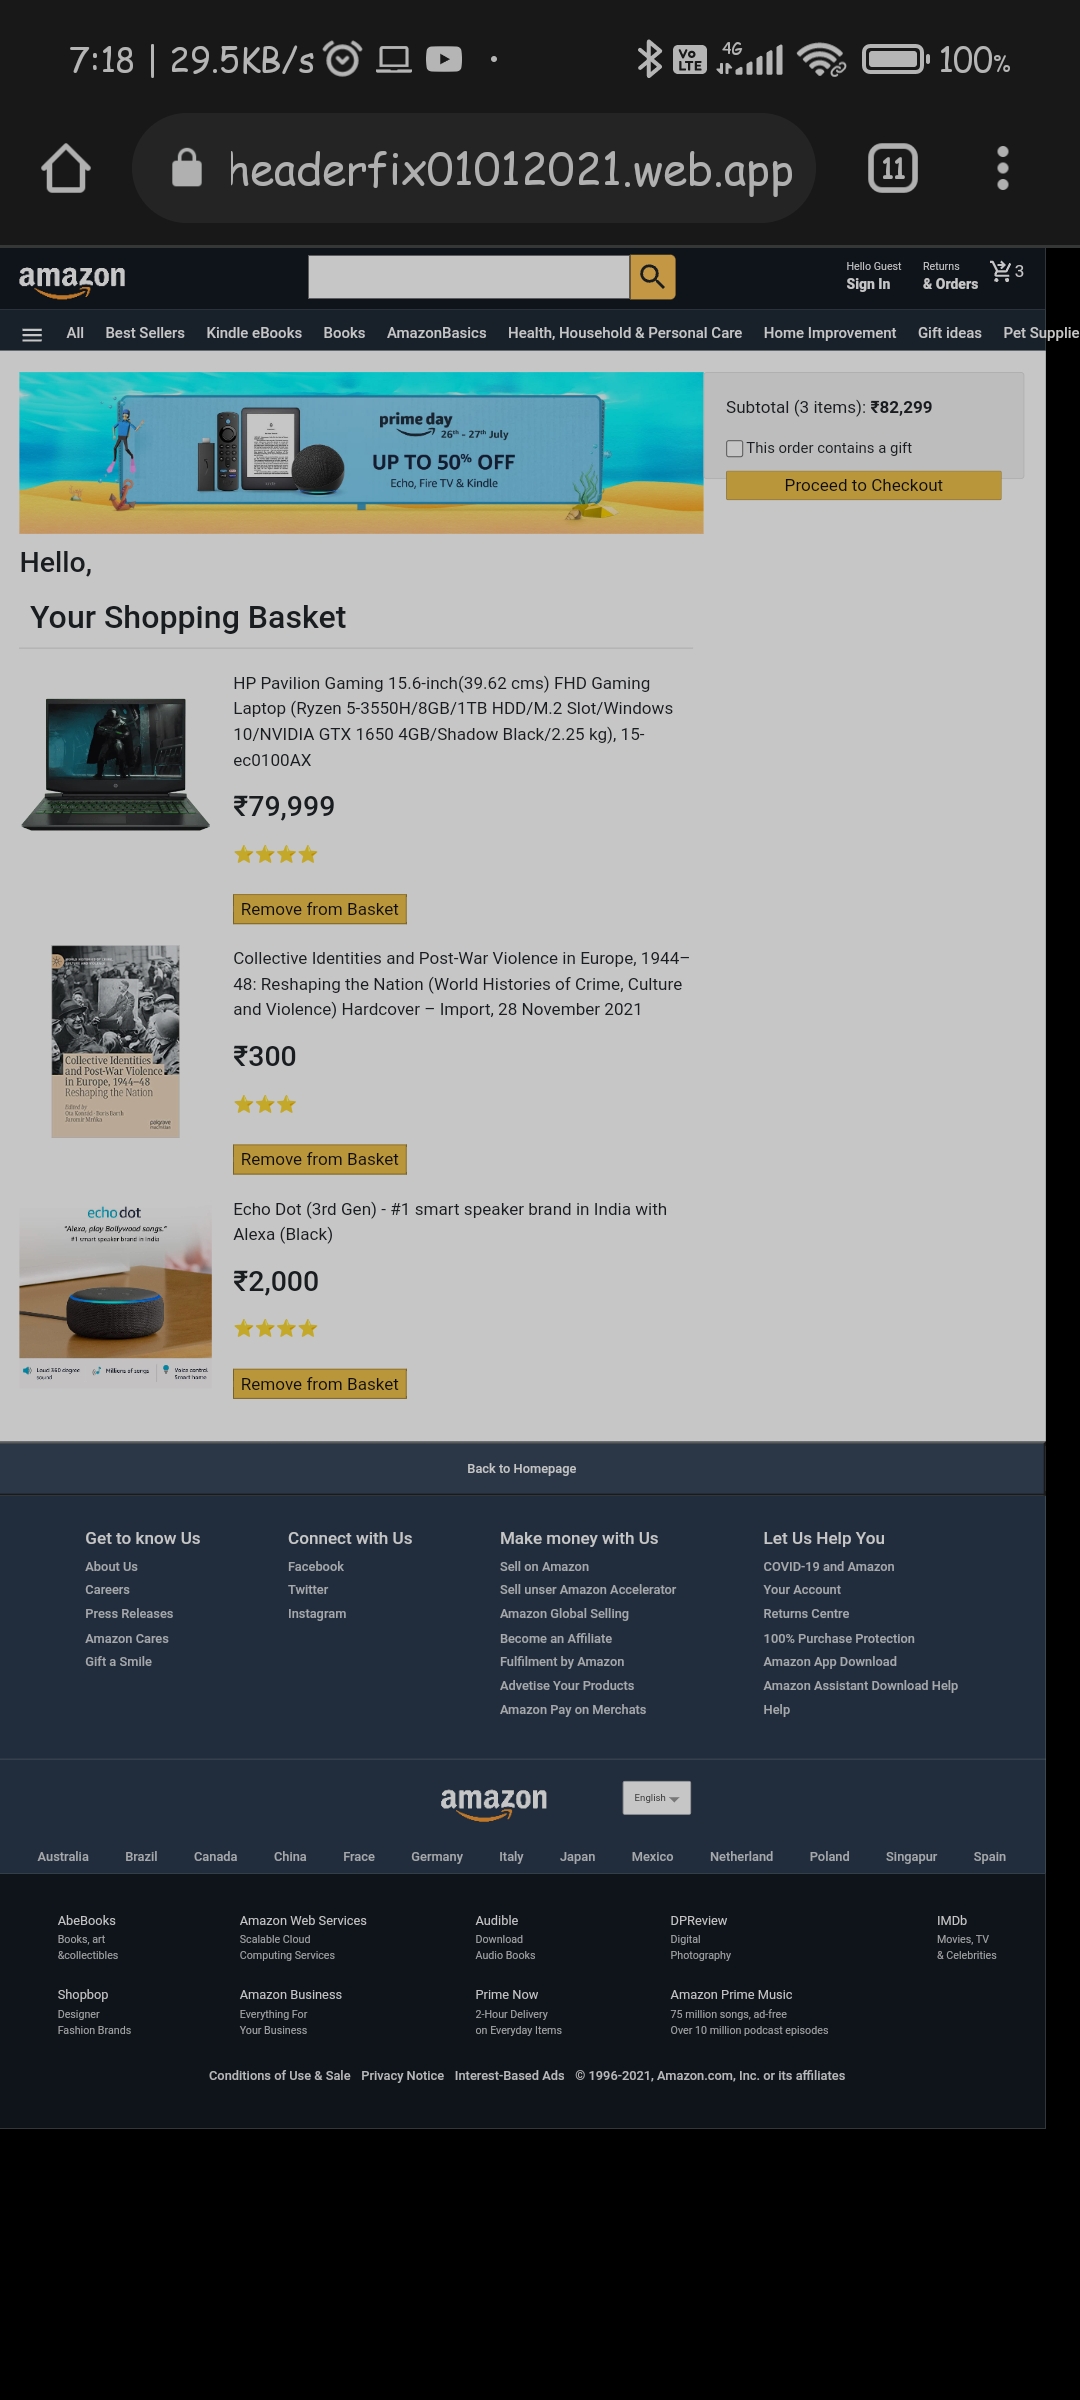 7:18 | 29.5KB/s
Vo LTE 4G 100%
headerfix01012021.web.app
11
amazon
Hello Guest
Sign In
Returns
& Orders
3
All Best Sellers Kindle eBooks Books AmazonBasics Health, Household & Personal Care Home Improvement Gift ideas Pet Supplie
prime day
26th - 27th July
UP TO 50% OFF
Echo, Fire TV & Kindle
Subtotal (3 items): ₹82,299
This order contains a gift
Proceed to Checkout
Hello,
Your Shopping Basket
HP Pavilion Gaming 15.6-inch(39.62 cms) FHD Gaming
Laptop (Ryzen 5-3550H/8GB/1TB HDD/M.2 Slot/Windows
10/NVIDIA GTX 1650 4GB/Shadow Black/2.25 kg), 15-
ec0100AX
₹79,999
Remove from Basket
Collective Identities
and Post-War Violence
in Europe, 1944–48
Reshaping the Nation
Edited by
palgrave
macmillan
Collective Identities and Post-War Violence in Europe, 1944–
48: Reshaping the Nation (World Histories of Crime, Culture
and Violence) Hardcover – Import, 28 November 2021
₹300
Remove from Basket
echo dot
"Alexa, play Bollywood songs."
#1 smart speaker brand in India
Loud 360 degree
sound
Millions of songs
Voice control
Smart home
Echo Dot (3rd Gen) - #1 smart speaker brand in India with
Alexa (Black)
₹2,000
Remove from Basket
Back to Homepage
Get to know Us
About Us
Careers
Press Releases
Amazon Cares
Gift a Smile
Connect with Us
Facebook
Twitter
Instagram
Make money with Us
Sell on Amazon
Sell unser Amazon Accelerator
Amazon Global Selling
Become an Affiliate
Fulfilment by Amazon
Advetise Your Products
Amazon Pay on Merchats
Let Us Help You
COVID-19 and Amazon
Your Account
Returns Centre
100% Purchase Protection
Amazon App Download
Amazon Assistant Download Help
Help
amazon
English
Australia Brazil Canada China Frace Germany Italy Japan Mexico Netherland Poland Singapur Spain
AbeBooks
Books, art
&collectibles
Amazon Web Services
Scalable Cloud
Computing Services
Audible
Download
Audio Books
DPReview
Digital
Photography
IMDb
Movies, TV
& Celebrities
Shopbop
Designer
Fashion Brands
Amazon Business
Everything For
Your Business
Prime Now
2-Hour Delivery
on Everyday Items
Amazon Prime Music
75 million songs, ad-free
Over 10 million podcast episodes
Conditions of Use & Sale Privacy Notice Interest-Based Ads © 1996-2021, Amazon.com, Inc. or its affiliates